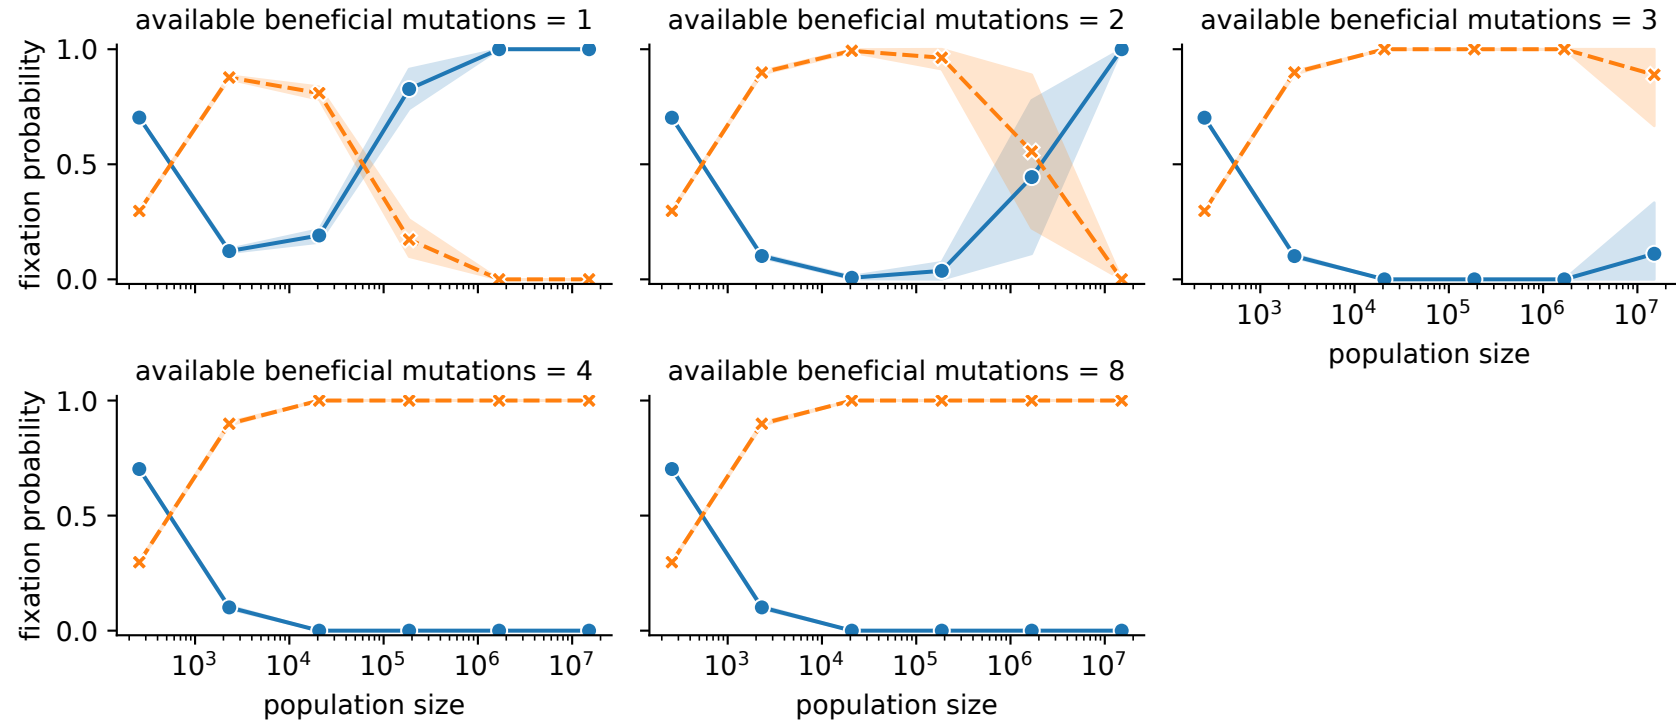 available beneficial mutations = 1
available beneficial mutations = 2
available beneficial mutations = 3
fixation probability
1.0
0.5
0.0
10³ 10⁴ 10⁵ 10⁶ 10⁷
population size
available beneficial mutations = 4
available beneficial mutations = 8
fixation probability
1.0
0.5
0.0
10³ 10⁴ 10⁵ 10⁶ 10⁷
10³ 10⁴ 10⁵ 10⁶ 10⁷
population size
population size